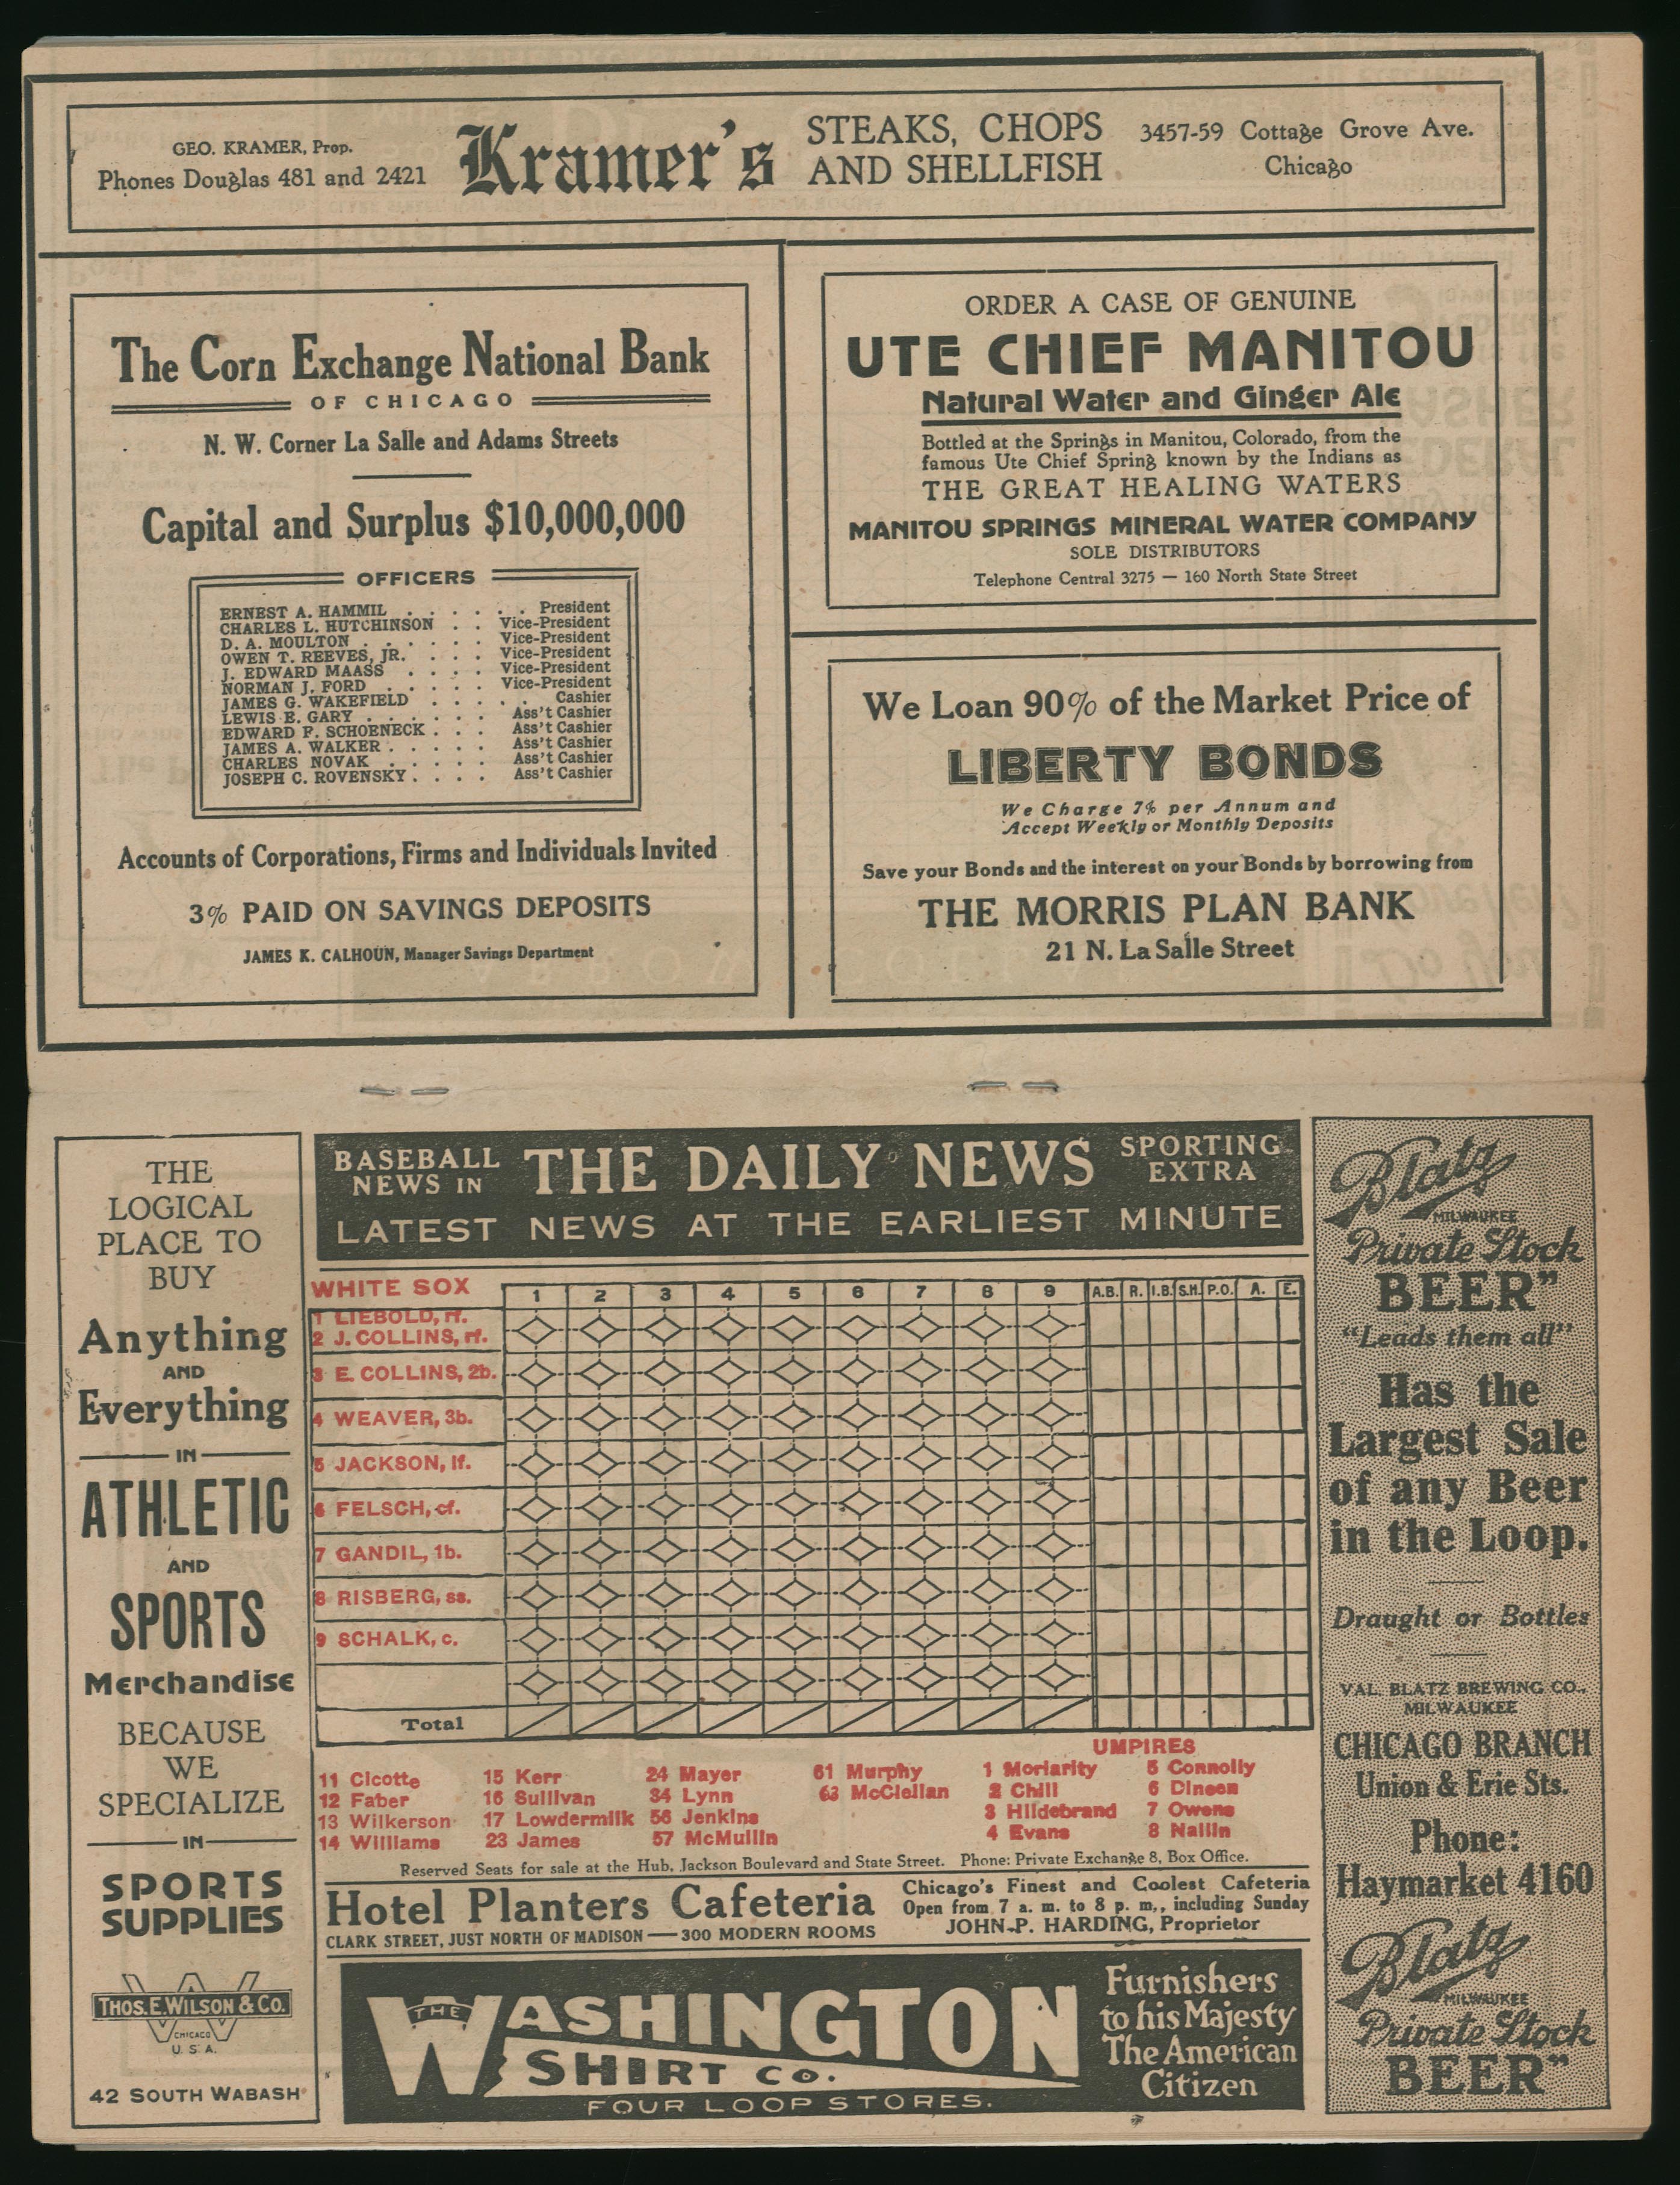 GEO. KRAMER, Prop.
Phones Douglas 481 and 2421
Kramer's
STEAKS, CHOPS
AND SHELLFISH
3457-59 Cottage Grove Ave.
Chicago
The Corn Exchange National Bank
OF CHICAGO
N. W. Corner La Salle and Adams Streets
Capital and Surplus $10,000,000
OFFICERS
ERNEST A. HAMMIL . . . . . . President
CHARLES L. HUTCHINSON . . Vice-President
D. A. MOULTON . . . . . . Vice-President
OWEN T. REEVES, JR. . . . Vice-President
J. EDWARD MAASS . . . . Vice-President
NORMAN J. FORD . . . . . Vice-President
JAMES G. WAKEFIELD . . . . . Cashier
LEWIS E. GARY . . . . . . Ass't Cashier
EDWARD F. SCHOENECK . . . Ass't Cashier
JAMES A. WALKER . . . . . Ass't Cashier
CHARLES NOVAK . . . . . Ass't Cashier
JOSEPH C. ROVENSKY . . . . Ass't Cashier
Accounts of Corporations, Firms and Individuals Invited
3% PAID ON SAVINGS DEPOSITS
JAMES K. CALHOUN, Manager Savings Department
ORDER A CASE OF GENUINE
UTE CHIEF MANITOU
Natural Water and Ginger Ale
Bottled at the Springs in Manitou, Colorado, from the
famous Ute Chief Spring known by the Indians as
THE GREAT HEALING WATERS
MANITOU SPRINGS MINERAL WATER COMPANY
SOLE DISTRIBUTORS
Telephone Central 3275 — 160 North State Street
We Loan 90% of the Market Price of
LIBERTY BONDS
We Charge 7% per Annum and
Accept Weekly or Monthly Deposits
Save your Bonds and the interest on your Bonds by borrowing from
THE MORRIS PLAN BANK
21 N. La Salle Street
THE
LOGICAL
PLACE TO
BUY
Anything
AND
Everything
IN
ATHLETIC
AND
SPORTS
Merchandise
BECAUSE
WE
SPECIALIZE
IN
SPORTS
SUPPLIES
W
THOS. E. WILSON & CO.
CHICAGO
U. S. A.
42 SOUTH WABASH
BASEBALL
NEWS IN
THE DAILY NEWS
SPORTING
EXTRA
LATEST NEWS AT THE EARLIEST MINUTE
WHITE SOX 1 2 3 4 5 6 7 8 9 A.B. R. I.B. S.H. P.O. A. E.
1 LIEBOLD, rf.
2 J. COLLINS, rf.
3 E. COLLINS, 2b.
4 WEAVER, 3b.
5 JACKSON, lf.
6 FELSCH, cf.
7 GANDIL, 1b.
8 RISBERG, ss.
9 SCHALK, c.
Total
UMPIRES
11 Cicotte 15 Kerr 24 Mayer 61 Murphy 1 Moriarity 5 Connolly
12 Faber 16 Sullivan 34 Lynn 63 McClellan 2 Chill 6 Dineen
13 Wilkerson 17 Lowdermilk 56 Jenkins 3 Hildebrand 7 Owens
14 Williams 23 James 57 McMullin 4 Evans 8 Nallin
Reserved Seats for sale at the Hub, Jackson Boulevard and State Street. Phone: Private Exchange 8, Box Office.
Hotel Planters Cafeteria
CLARK STREET, JUST NORTH OF MADISON — 300 MODERN ROOMS
Chicago's Finest and Coolest Cafeteria
Open from 7 a. m. to 8 p. m., including Sunday
JOHN P. HARDING, Proprietor
THE WASHINGTON
SHIRT CO.
FOUR LOOP STORES.
Furnishers
to his Majesty
The American
Citizen
Blatz
MILWAUKEE
Private Stock
BEER"
"Leads them all"
Has the
Largest Sale
of any Beer
in the Loop.
Draught or Bottles
VAL. BLATZ BREWING CO.,
MILWAUKEE
CHICAGO BRANCH
Union & Erie Sts.
Phone:
Haymarket 4160
Blatz
MILWAUKEE
Private Stock
BEER"